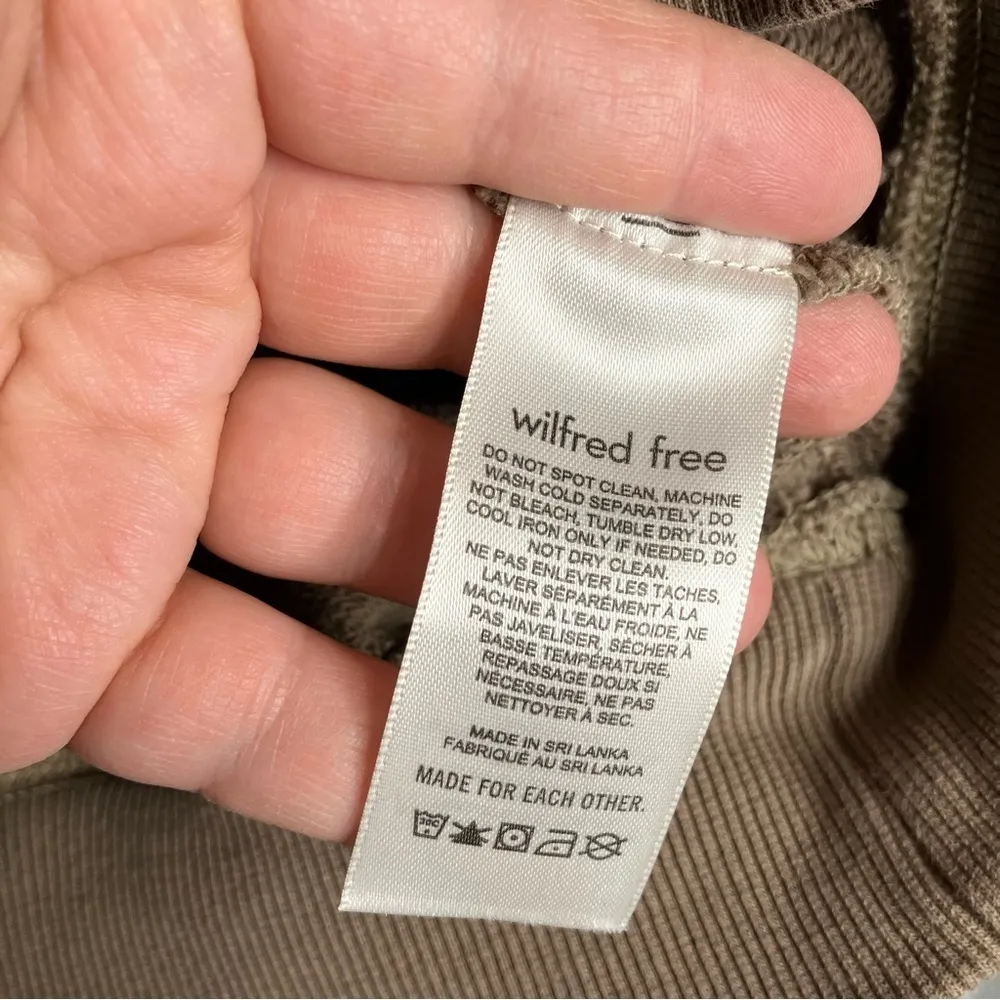 wilfred free
DO NOT SPOT CLEAN, MACHINE
WASH COLD SEPARATELY, DO
NOT BLEACH, TUMBLE DRY LOW,
COOL IRON ONLY IF NEEDED, DO
NOT DRY CLEAN.
NE PAS ENLEVER LES TACHES,
LAVER SÉPARÉMENT À LA
MACHINE À L'EAU FROIDE, NE
PAS JAVELISER, SÉCHER À
BASSE TEMPÉRATURE,
REPASSAGE DOUX SI
NÉCESSAIRE, NE PAS
NETTOYER À SEC.
MADE IN SRI LANKA
FABRIQUÉ AU SRI LANKA
MADE FOR EACH OTHER.
30C